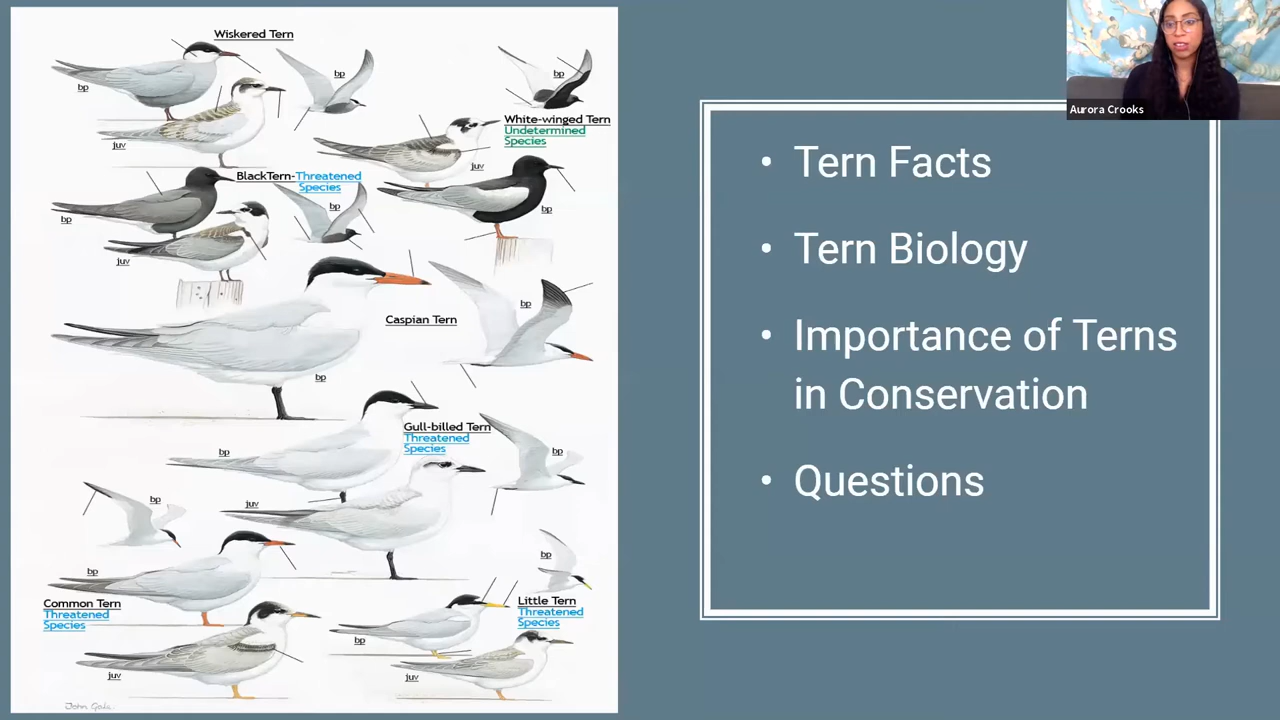 Wiskered Tern
bp
bp
bp
White-winged Tern
Undetermined
Species
juv
juv
BlackTern-Threatened
Species
bp
bp
bp
juv
bp
Caspian Tern
bp
Gull-billed Tern
Threatened
Species
bp
bp
juv
bp
bp
bp
Common Tern
Threatened
Species
Little Tern
Threatened
Species
bp
juv
juv
Aurora Crooks
• Tern Facts
• Tern Biology
• Importance of Terns
in Conservation
• Questions